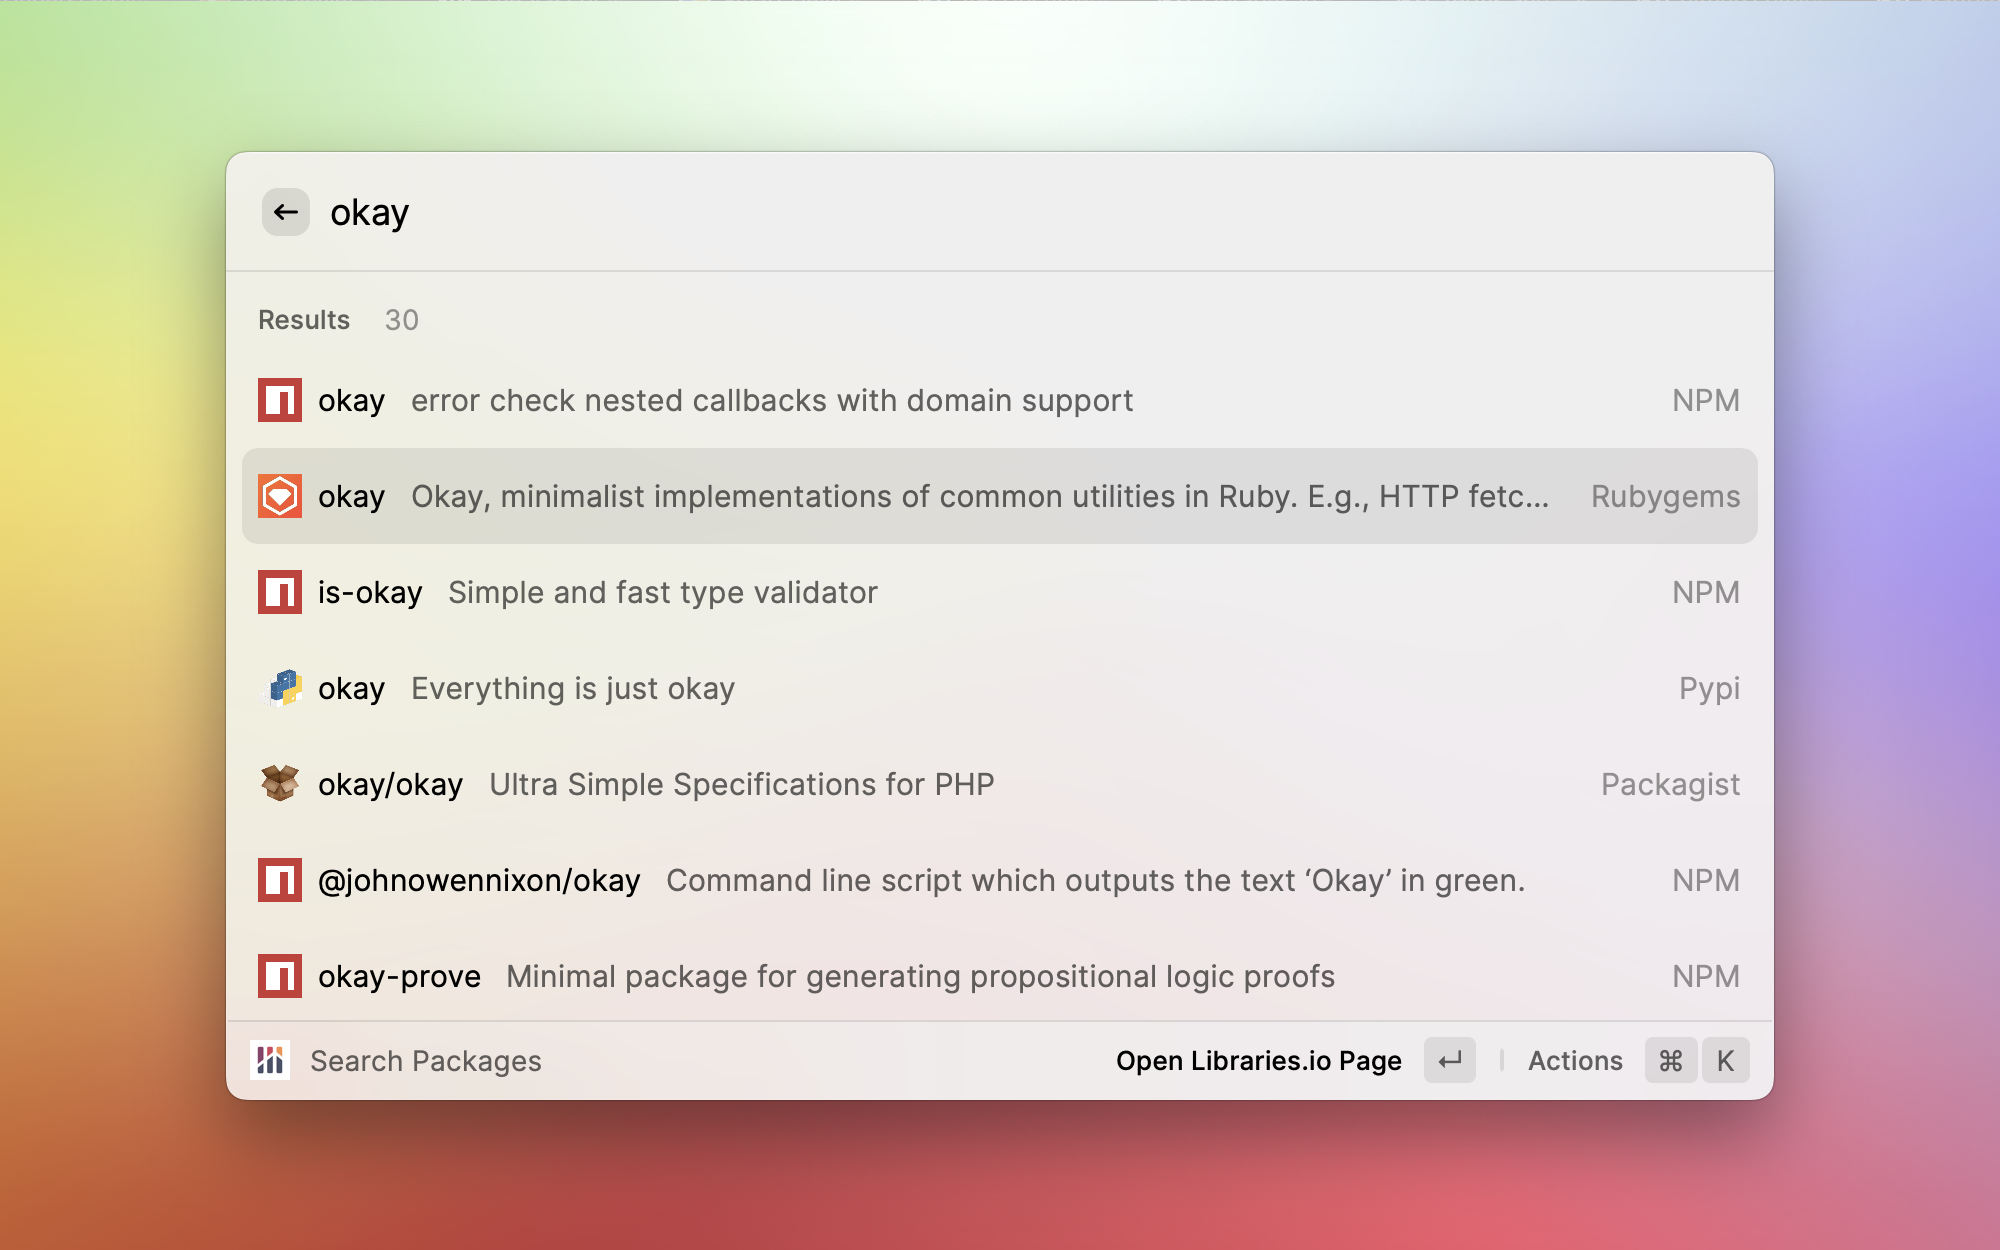 okay
Results 30
okay error check nested callbacks with domain support NPM
okay Okay, minimalist implementations of common utilities in Ruby. E.g., HTTP fetc... Rubygems
is-okay Simple and fast type validator NPM
okay Everything is just okay Pypi
okay/okay Ultra Simple Specifications for PHP Packagist
@johnowennixon/okay Command line script which outputs the text ‘Okay’ in green. NPM
okay-prove Minimal package for generating propositional logic proofs NPM
Search Packages Open Libraries.io Page ↵ Actions ⌘ K